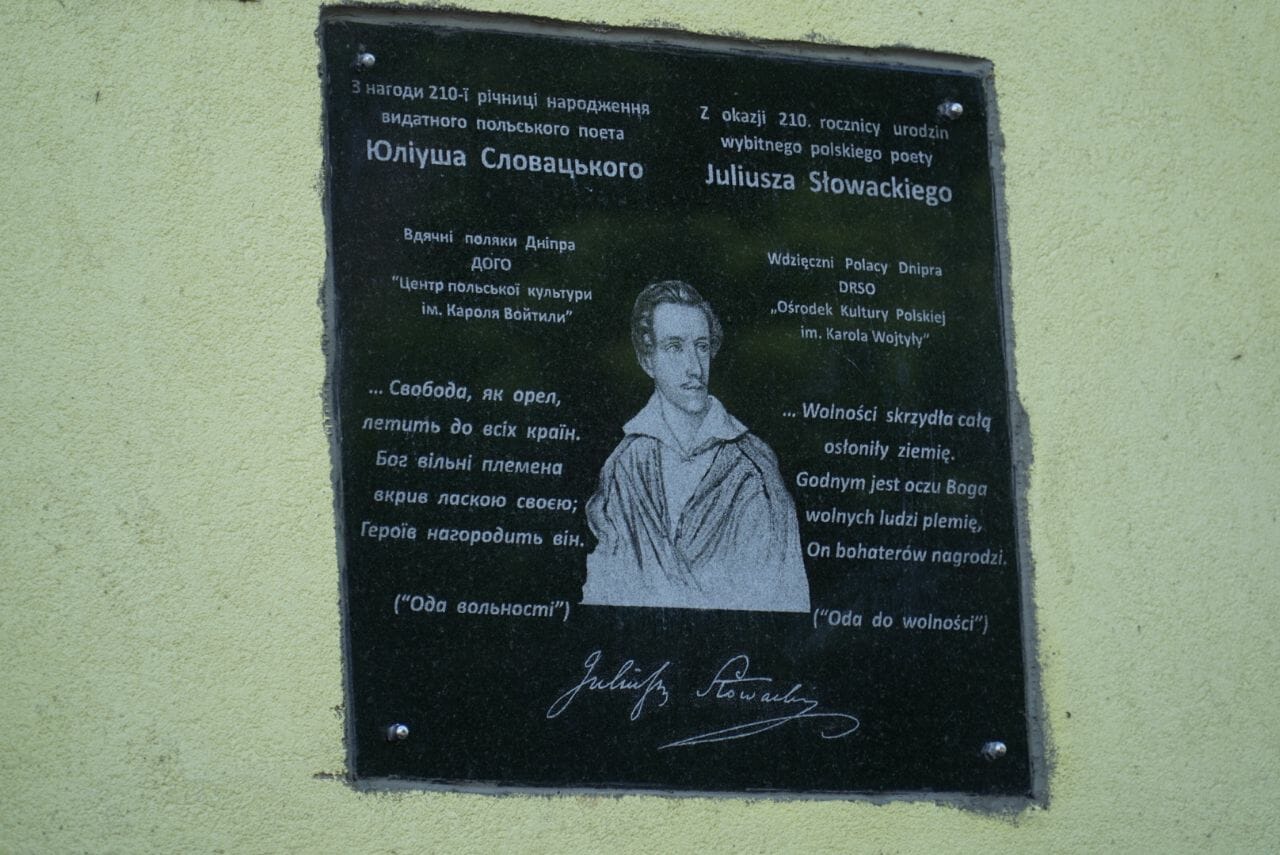 З нагоди 210-ї річниці народження
видатного польського поета
Юліуша Словацького
Вдячні поляки Дніпра
ДОГО
“Центр польської культури
ім. Кароля Войтили”
... Свобода, як орел,
летить до всіх країн.
Бог вільні племена
вкрив ласкою своєю;
Героїв нагородить він.
(“Ода вольності”)
Z okazji 210. rocznicy urodzin
wybitnego polskiego poety
Juliusza Słowackiego
Wdzięczni Polacy Dnipra
DRSO
„Ośrodek Kultury Polskiej
im. Karola Wojtyły”
... Wolności skrzydła całą
osłoniły ziemię.
Godnym jest oczu Boga
wolnych ludzi plemię,
On bohaterów nagrodzi.
(“Oda do wolności”)
Juliusz Słowacki